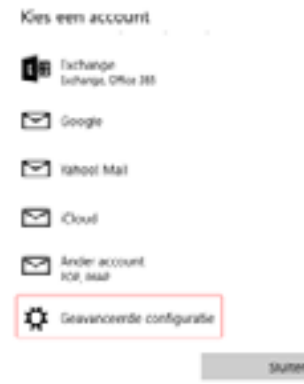 Kies een account
Exchange
Exchange, Office 365
Google
Yahoo! Mail
iCloud
Ander account
POP, IMAP
Geavanceerde configuratie
Sluiten